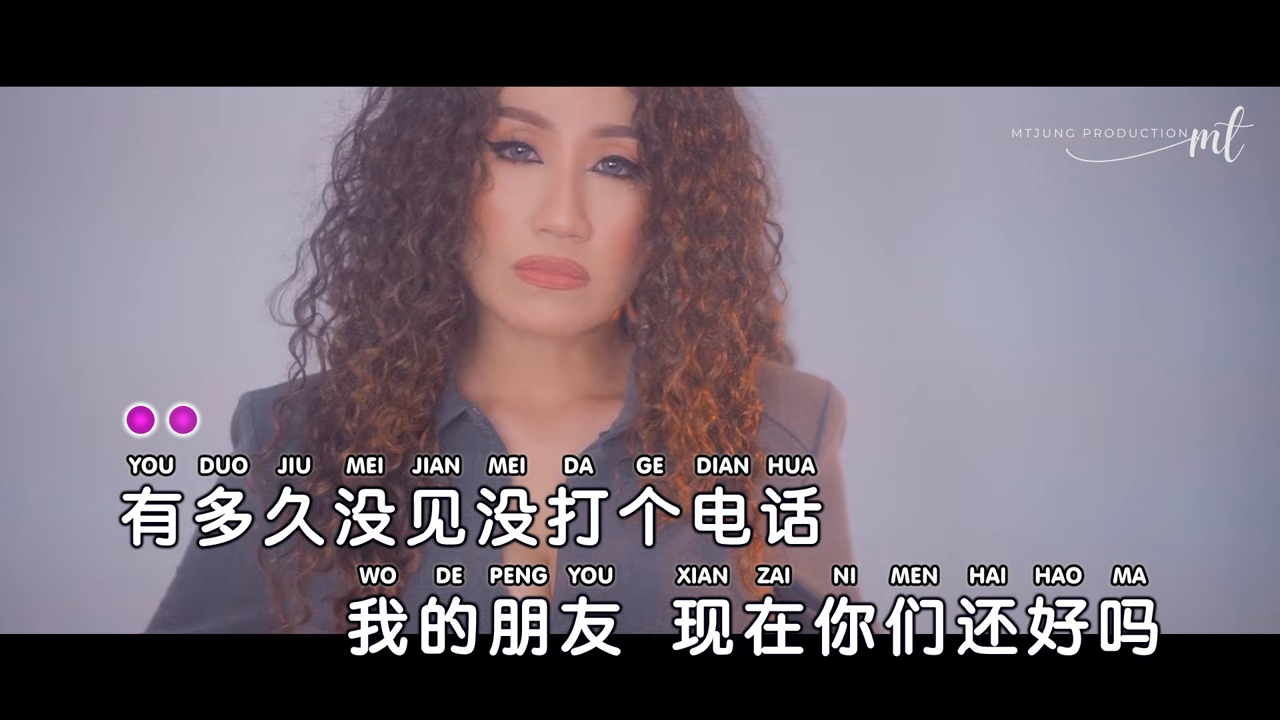 MTJUNG PRODUCTION mt
YOU DUO JIU MEI JIAN MEI DA GE DIAN HUA
有多久没见没打个电话
WO DE PENG YOU XIAN ZAI NI MEN HAI HAO MA
我的朋友 现在你们还好吗